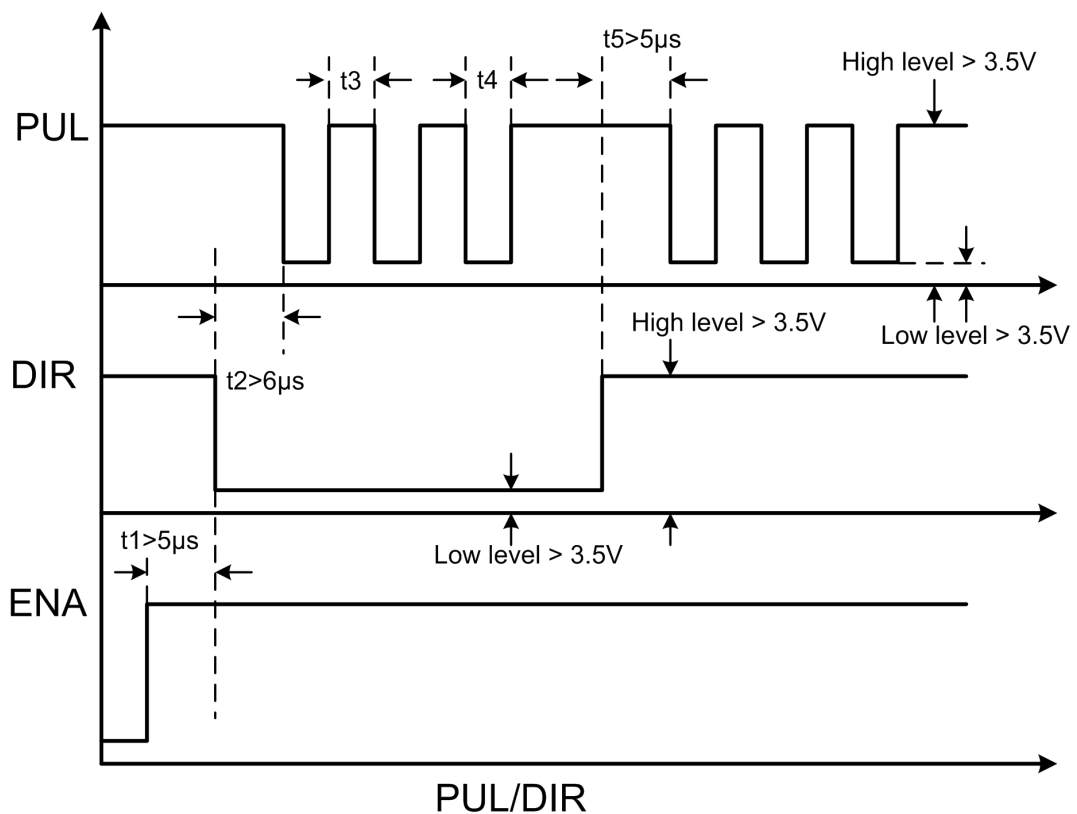 t5>5μs
High level > 3.5V
t3
t4
PUL
High level > 3.5V
Low level > 3.5V
DIR
t2>6μs
t1>5μs
Low level > 3.5V
ENA
PUL/DIR